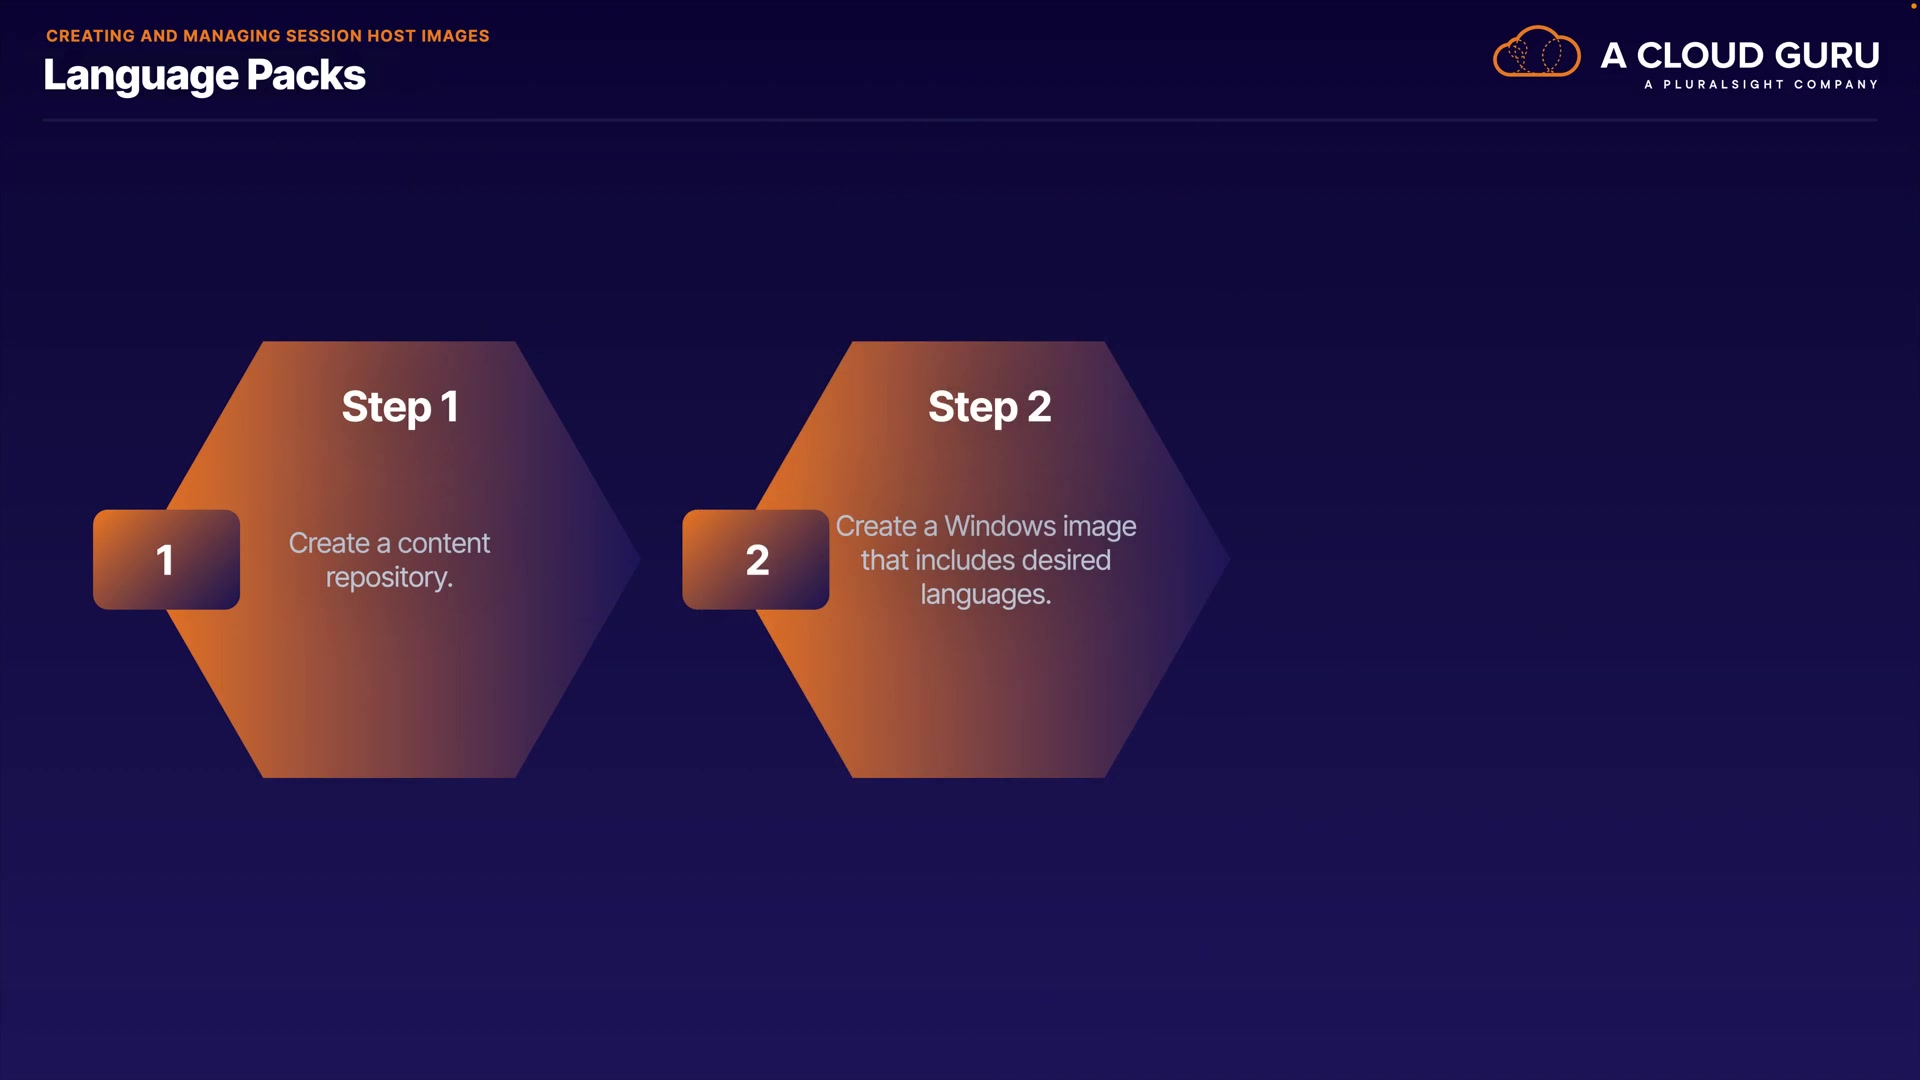 CREATING AND MANAGING SESSION HOST IMAGES
Language Packs
A CLOUD GURU
A PLURALSIGHT COMPANY
Step 1
1
Create a content
repository.
Step 2
2
Create a Windows image
that includes desired
languages.